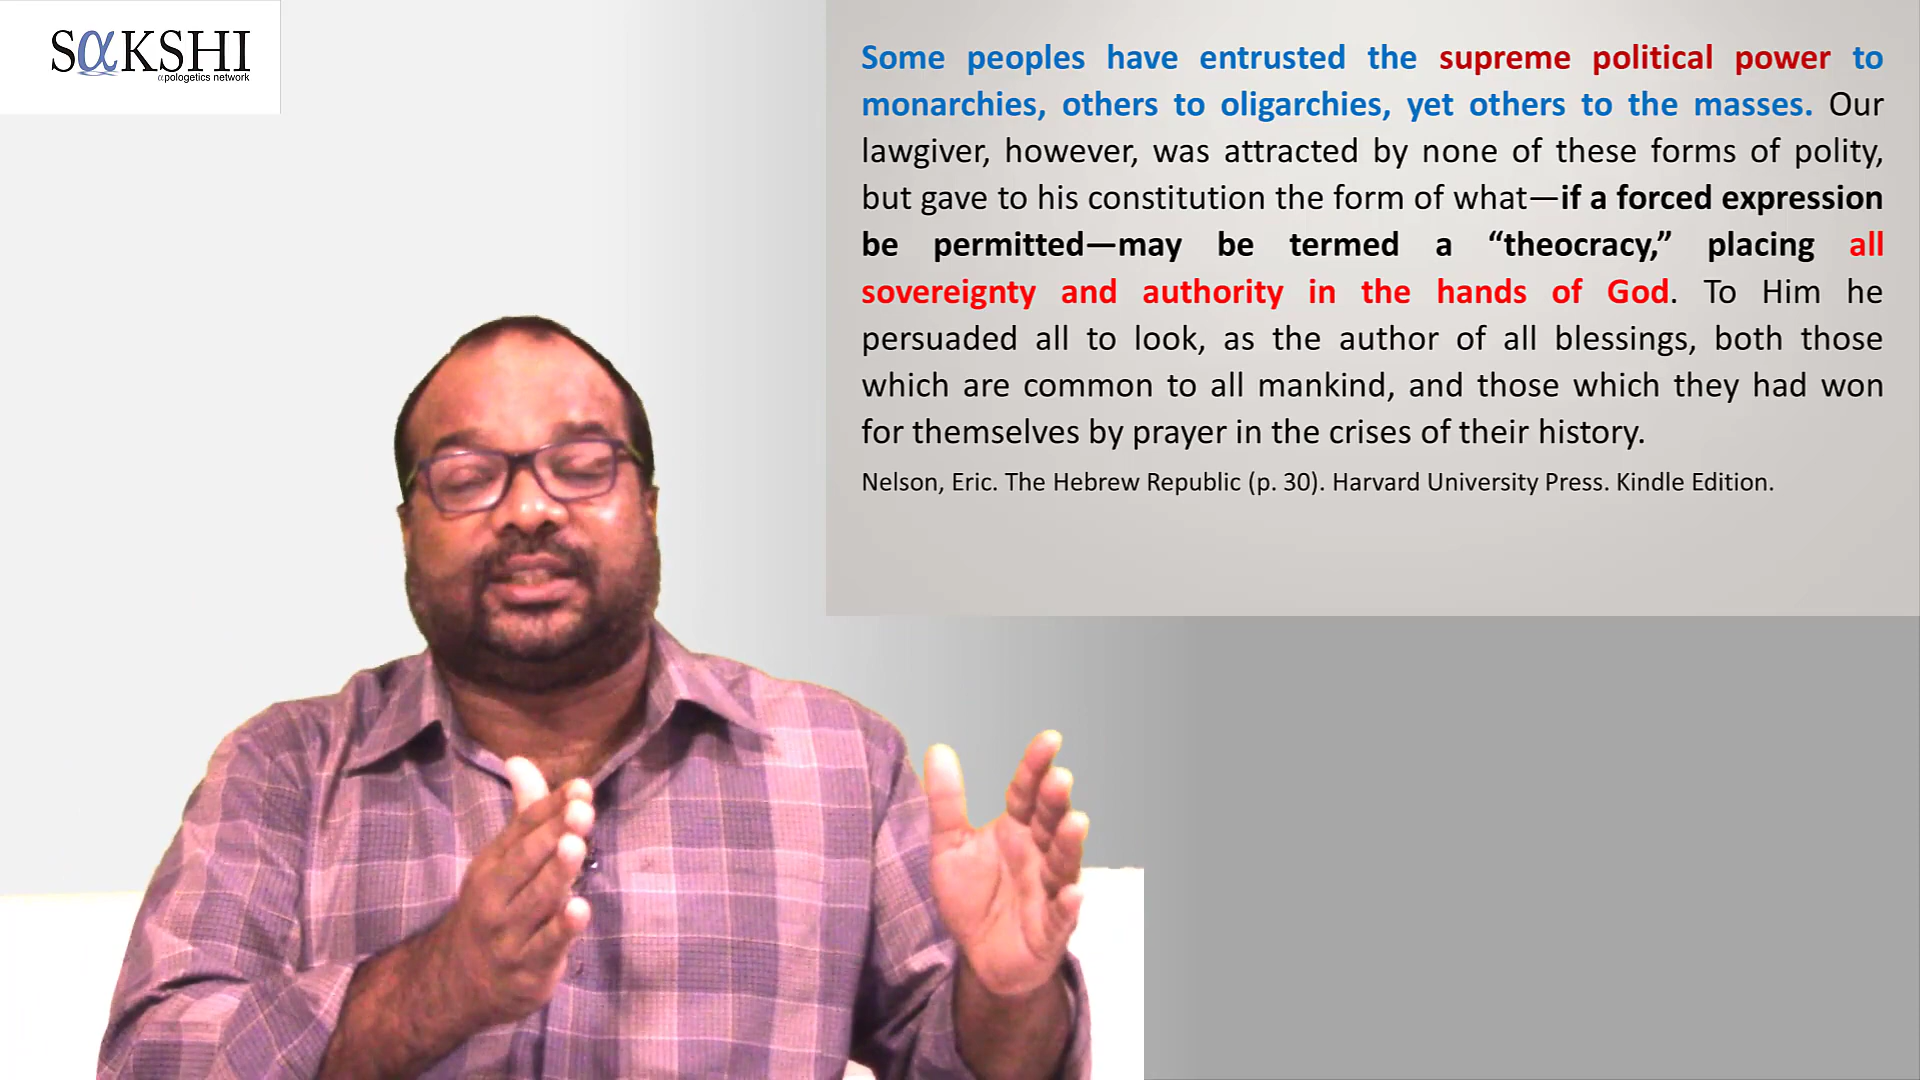 SαKSHI
αpologetics network
Some peoples have entrusted the supreme political power to
monarchies, others to oligarchies, yet others to the masses. Our
lawgiver, however, was attracted by none of these forms of polity,
but gave to his constitution the form of what—if a forced expression
be permitted—may be termed a “theocracy,” placing all
sovereignty and authority in the hands of God. To Him he
persuaded all to look, as the author of all blessings, both those
which are common to all mankind, and those which they had won
for themselves by prayer in the crises of their history.
Nelson, Eric. The Hebrew Republic (p. 30). Harvard University Press. Kindle Edition.